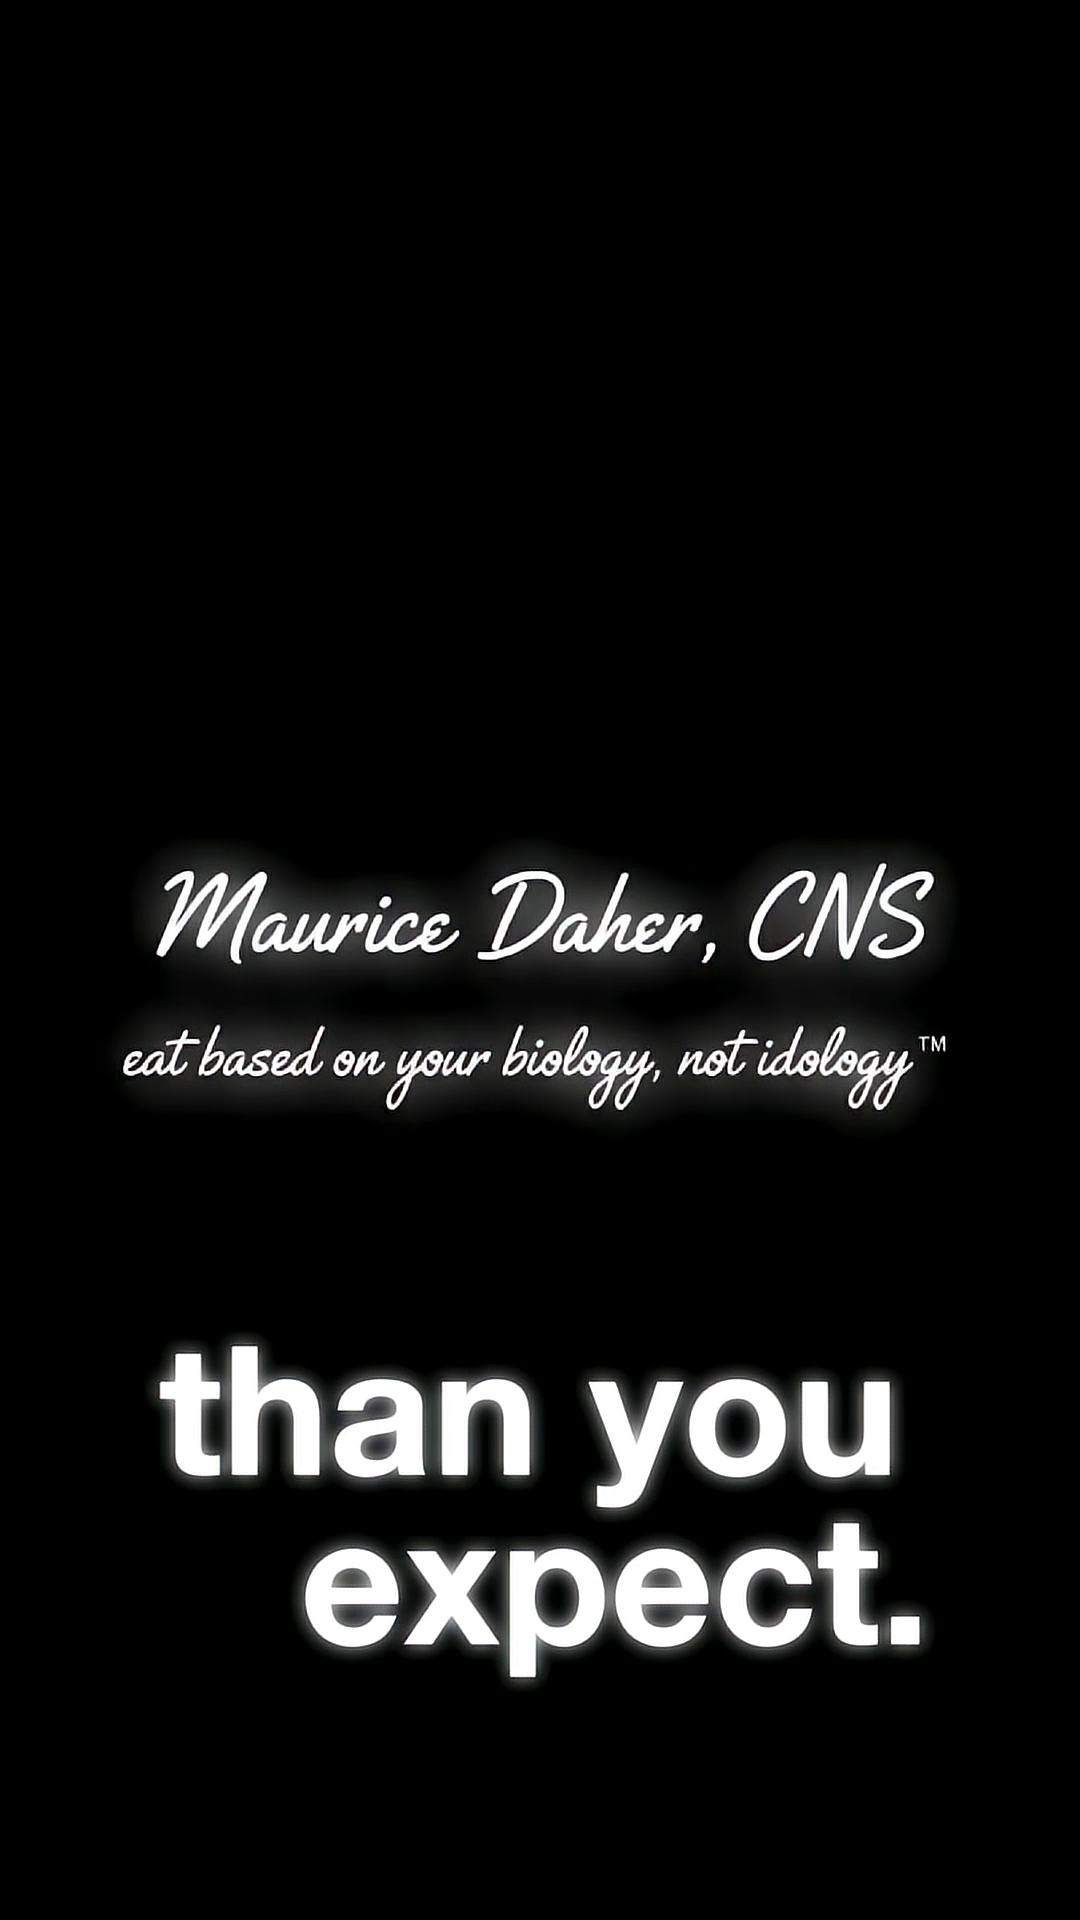 Maurice Daher, CNS
eat based on your biology, not idology™
than you
expect.